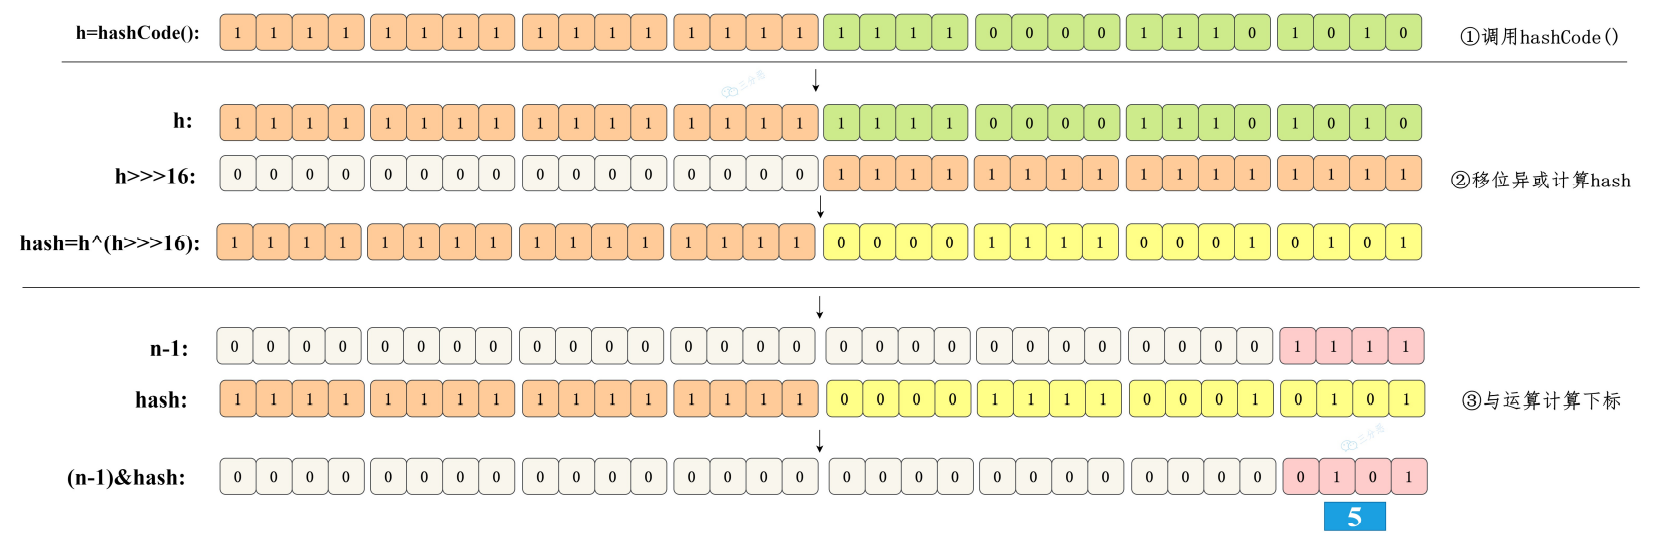 h=hashCode(): 1 1 1 1 1 1 1 1 1 1 1 1 1 1 1 1 1 1 1 1 0 0 0 0 1 1 1 0 1 0 1 0 ①调用hashCode()
三分恶
h: 1 1 1 1 1 1 1 1 1 1 1 1 1 1 1 1 1 1 1 1 0 0 0 0 1 1 1 0 1 0 1 0
h>>>16: 0 0 0 0 0 0 0 0 0 0 0 0 0 0 0 0 1 1 1 1 1 1 1 1 1 1 1 1 1 1 1 1 ②移位异或计算hash
hash=h^(h>>>16): 1 1 1 1 1 1 1 1 1 1 1 1 1 1 1 1 0 0 0 0 1 1 1 1 0 0 0 1 0 1 0 1
n-1: 0 0 0 0 0 0 0 0 0 0 0 0 0 0 0 0 0 0 0 0 0 0 0 0 0 0 0 0 1 1 1 1
hash: 1 1 1 1 1 1 1 1 1 1 1 1 1 1 1 1 0 0 0 0 1 1 1 1 0 0 0 1 0 1 0 1 ③与运算计算下标
三分恶
(n-1)&hash: 0 0 0 0 0 0 0 0 0 0 0 0 0 0 0 0 0 0 0 0 0 0 0 0 0 0 0 0 0 1 0 1
5